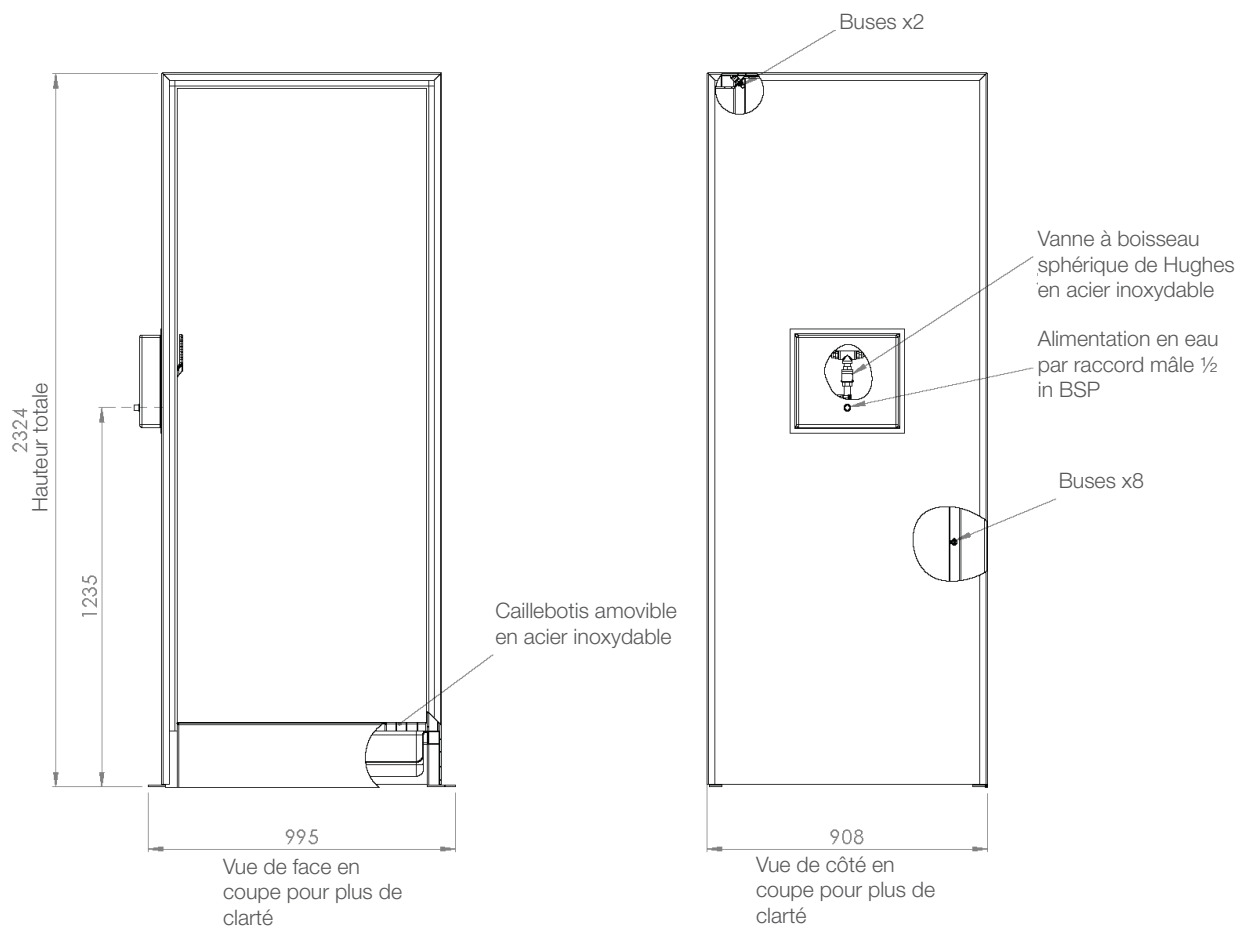 Buses x2
Vanne à boisseau
sphérique de Hughes
en acier inoxydable
Alimentation en eau
par raccord mâle ½
in BSP
2324
Hauteur totale
1235
Buses x8
Caillebotis amovible
en acier inoxydable
995
Vue de face en
coupe pour plus de
clarté
908
Vue de côté en
coupe pour plus de
clarté